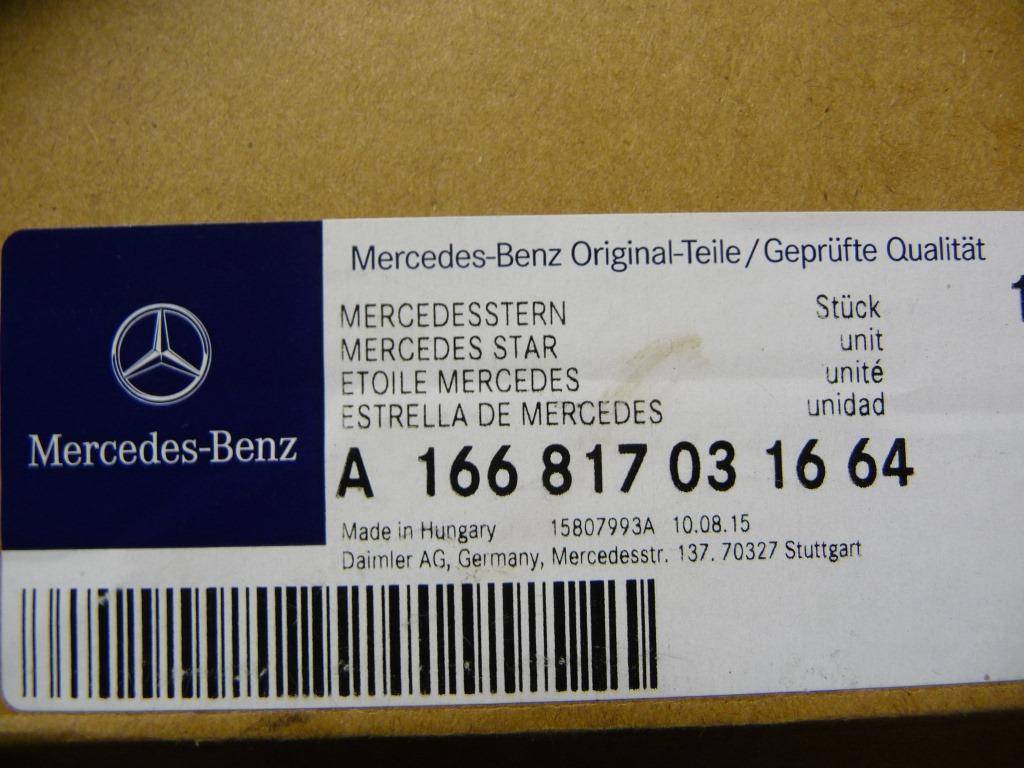 Mercedes-Benz Original-Teile/Geprüfte Qualität
MERCEDESSTERN Stück
MERCEDES STAR unit
ETOILE MERCEDES unité
ESTRELLA DE MERCEDES unidad
Mercedes-Benz
A 166 817 03 16 64
Made in Hungary 15807993A 10.08.15
Daimler AG, Germany, Mercedesstr. 137. 70327 Stuttgart